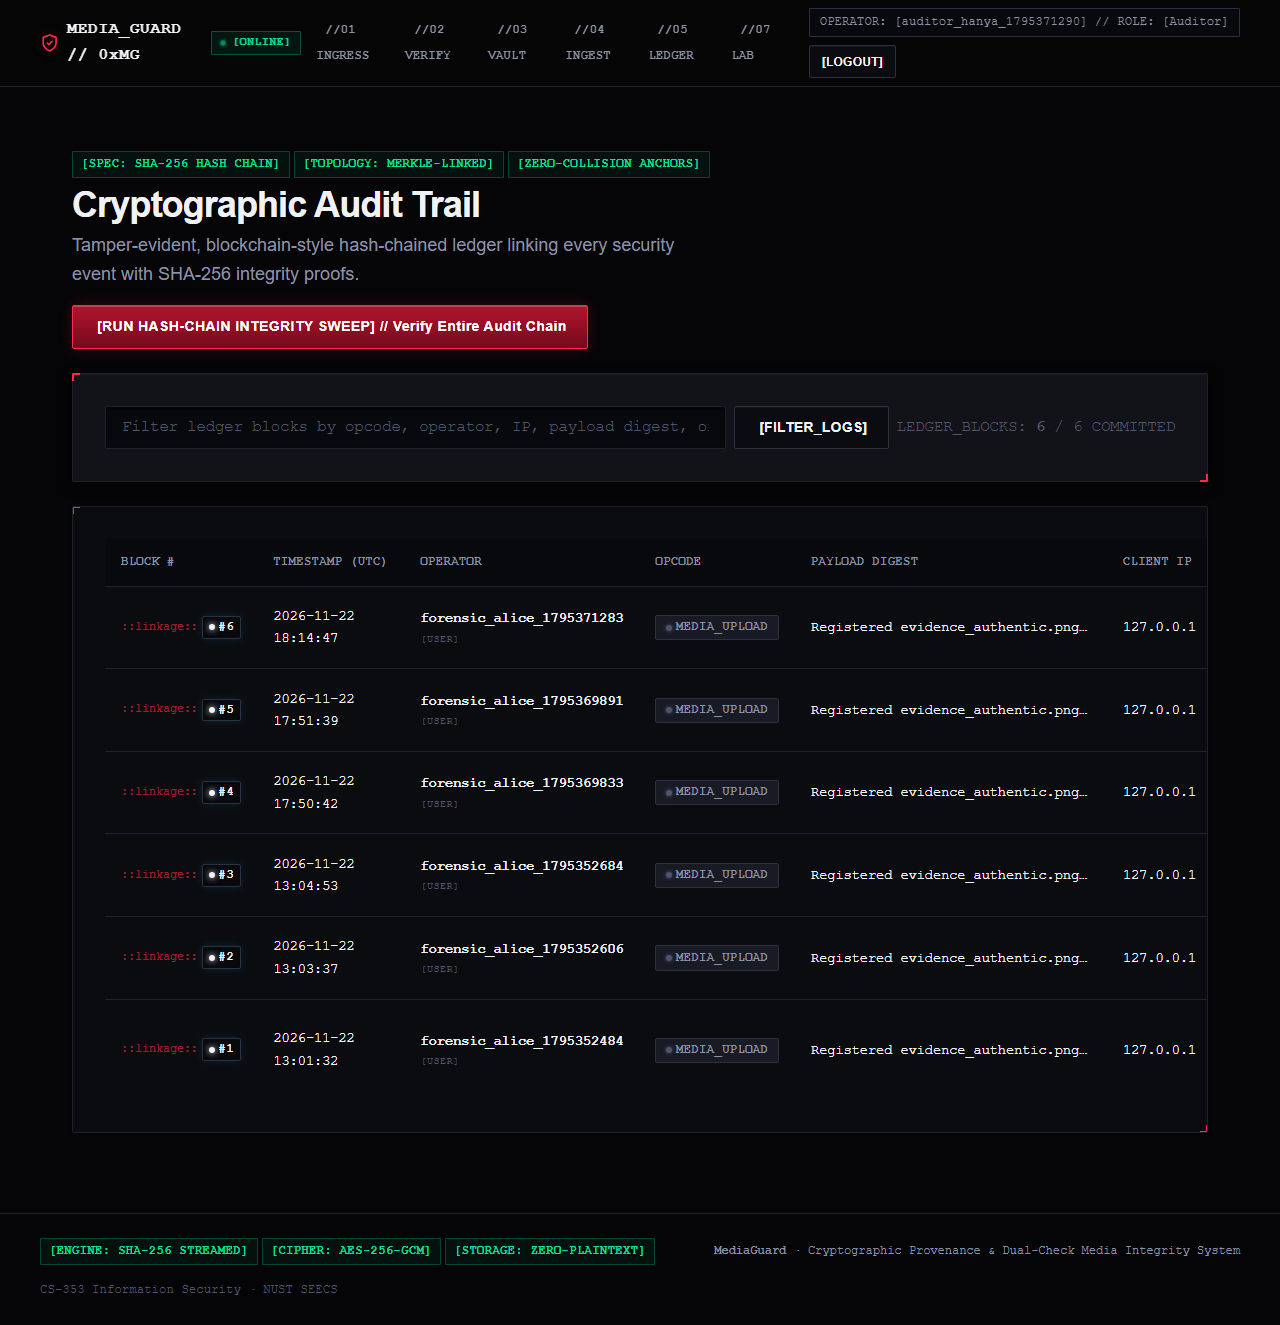 MEDIA_GUARD
// 0xMG
[ONLINE]
//01
INGRESS
//02
VERIFY
//03
VAULT
//04
INGEST
//05
LEDGER
//07
LAB
OPERATOR: [auditor_hanya_1795371290] // ROLE: [Auditor]
[LOGOUT]
[SPEC: SHA-256 HASH CHAIN] [TOPOLOGY: MERKLE-LINKED] [ZERO-COLLISION ANCHORS]
Cryptographic Audit Trail
Tamper-evident, blockchain-style hash-chained ledger linking every security
event with SHA-256 integrity proofs.
[RUN HASH-CHAIN INTEGRITY SWEEP] // Verify Entire Audit Chain
Filter ledger blocks by opcode, operator, IP, payload digest, o
[FILTER_LOGS]
LEDGER_BLOCKS: 6 / 6 COMMITTED
BLOCK # TIMESTAMP (UTC) OPERATOR OPCODE PAYLOAD DIGEST CLIENT IP
::linkage:: #6 2026-11-22 18:14:47 forensic_alice_1795371283 [USER] MEDIA_UPLOAD Registered evidence_authentic.png… 127.0.0.1
::linkage:: #5 2026-11-22 17:51:39 forensic_alice_1795369891 [USER] MEDIA_UPLOAD Registered evidence_authentic.png… 127.0.0.1
::linkage:: #4 2026-11-22 17:50:42 forensic_alice_1795369833 [USER] MEDIA_UPLOAD Registered evidence_authentic.png… 127.0.0.1
::linkage:: #3 2026-11-22 13:04:53 forensic_alice_1795352684 [USER] MEDIA_UPLOAD Registered evidence_authentic.png… 127.0.0.1
::linkage:: #2 2026-11-22 13:03:37 forensic_alice_1795352606 [USER] MEDIA_UPLOAD Registered evidence_authentic.png… 127.0.0.1
::linkage:: #1 2026-11-22 13:01:32 forensic_alice_1795352484 [USER] MEDIA_UPLOAD Registered evidence_authentic.png… 127.0.0.1
[ENGINE: SHA-256 STREAMED] [CIPHER: AES-256-GCM] [STORAGE: ZERO-PLAINTEXT]
MediaGuard · Cryptographic Provenance & Dual-Check Media Integrity System
CS-353 Information Security · NUST SEECS